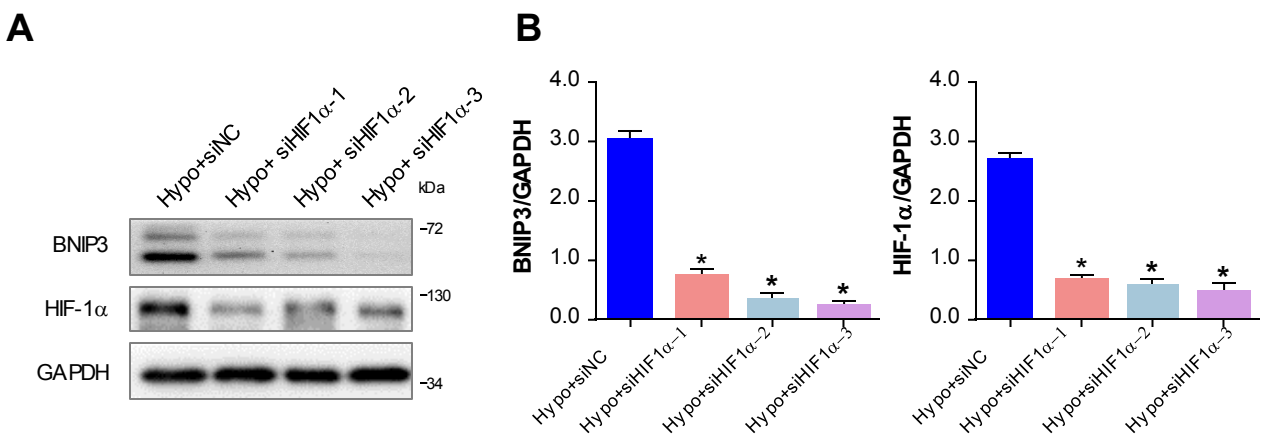 A
Hypo+siNC
Hypo+ siHIF1α-1
Hypo+ siHIF1α-2
Hypo+ siHIF1α-3
kDa
BNIP3
–72
HIF-1α
–130
GAPDH
–34
B
BNIP3/GAPDH
4.0
3.0
2.0
1.0
0.0
*
*
*
Hypo+siNC
Hypo+siHIF1α–1
Hypo+siHIF1α–2
Hypo+siHIF1α–3
HIF-1α/GAPDH
4.0
3.0
2.0
1.0
0.0
*
*
*
Hypo+siNC
Hypo+siHIF1α–1
Hypo+siHIF1α–2
Hypo+siHIF1α–3